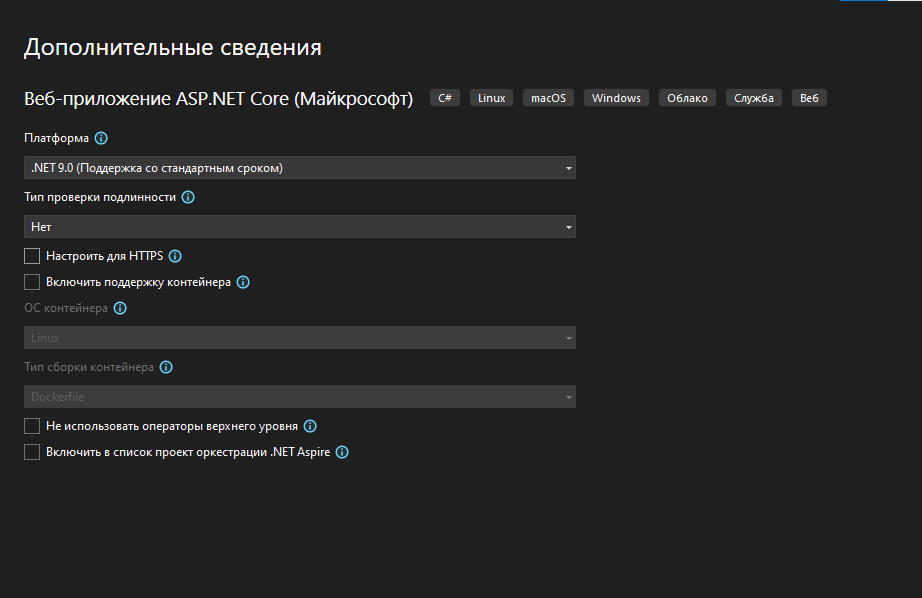 Дополнительные сведения
Веб-приложение ASP.NET Core (Майкрософт) C# Linux macOS Windows Облако Служба Веб
Платформа
.NET 9.0 (Поддержка со стандартным сроком)
Тип проверки подлинности
Нет
Настроить для HTTPS
Включить поддержку контейнера
ОС контейнера
Linux
Тип сборки контейнера
Dockerfile
Не использовать операторы верхнего уровня
Включить в список проект оркестрации .NET Aspire